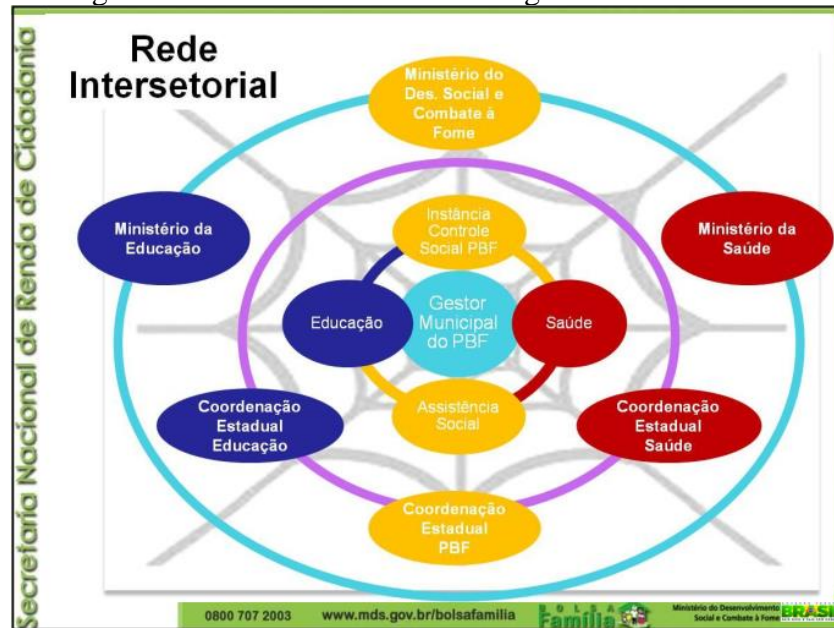 Rede
Intersetorial
Secretaria Nacional de Renda de Cidadania
Ministério do
Des. Social e
Combate à
Fome
Ministério da
Educação
Ministério da
Saúde
Instância
Controle
Social PBF
Educação
Gestor
Municipal
do PBF
Saúde
Assistência
Social
Coordenação
Estadual
Educação
Coordenação
Estadual
Saúde
Coordenação
Estadual
PBF
0800 707 2003
www.mds.gov.br/bolsafamilia
BOLSA
Família
Ministério do Desenvolvimento
Social e Combate à Fome
BRASI